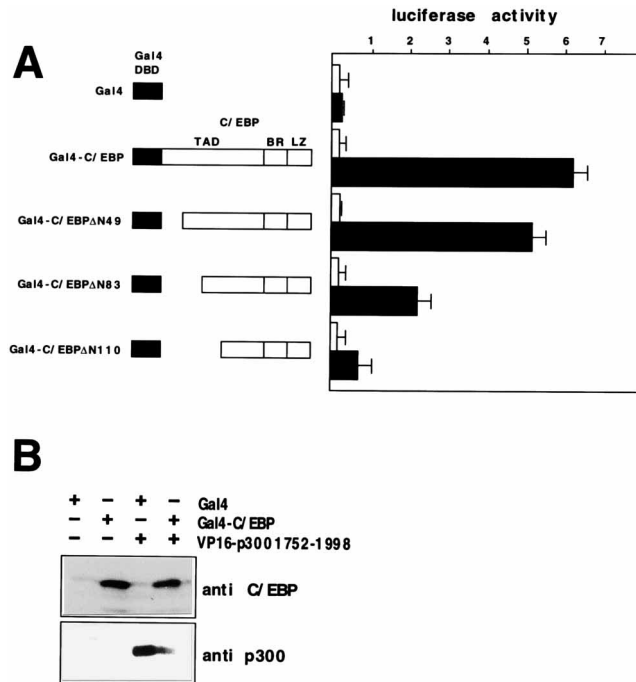 luciferase activity
1 2 3 4 5 6 7
A
Gal4
DBD
Gal4
C/EBP
TAD BR LZ
Gal4-C/EBP
Gal4-C/EBPΔN49
Gal4-C/EBPΔN83
Gal4-C/EBPΔN110
B
+ - + - Gal4
- + - + Gal4-C/EBP
- - + + VP16-p3001752-1998
anti C/EBP
anti p300